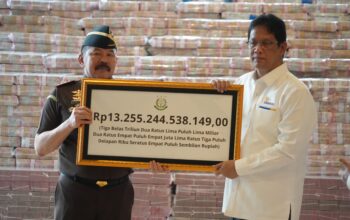 Rp13.255.244.538.149,00
(Tiga Belas Triliun Dua Ratus Lima Puluh Lima Miliar
Dua Ratus Empat Puluh Empat Juta Lima Ratus Tiga Puluh
Delapan Ribu Seratus Empat Puluh Sembilan Rupiah)